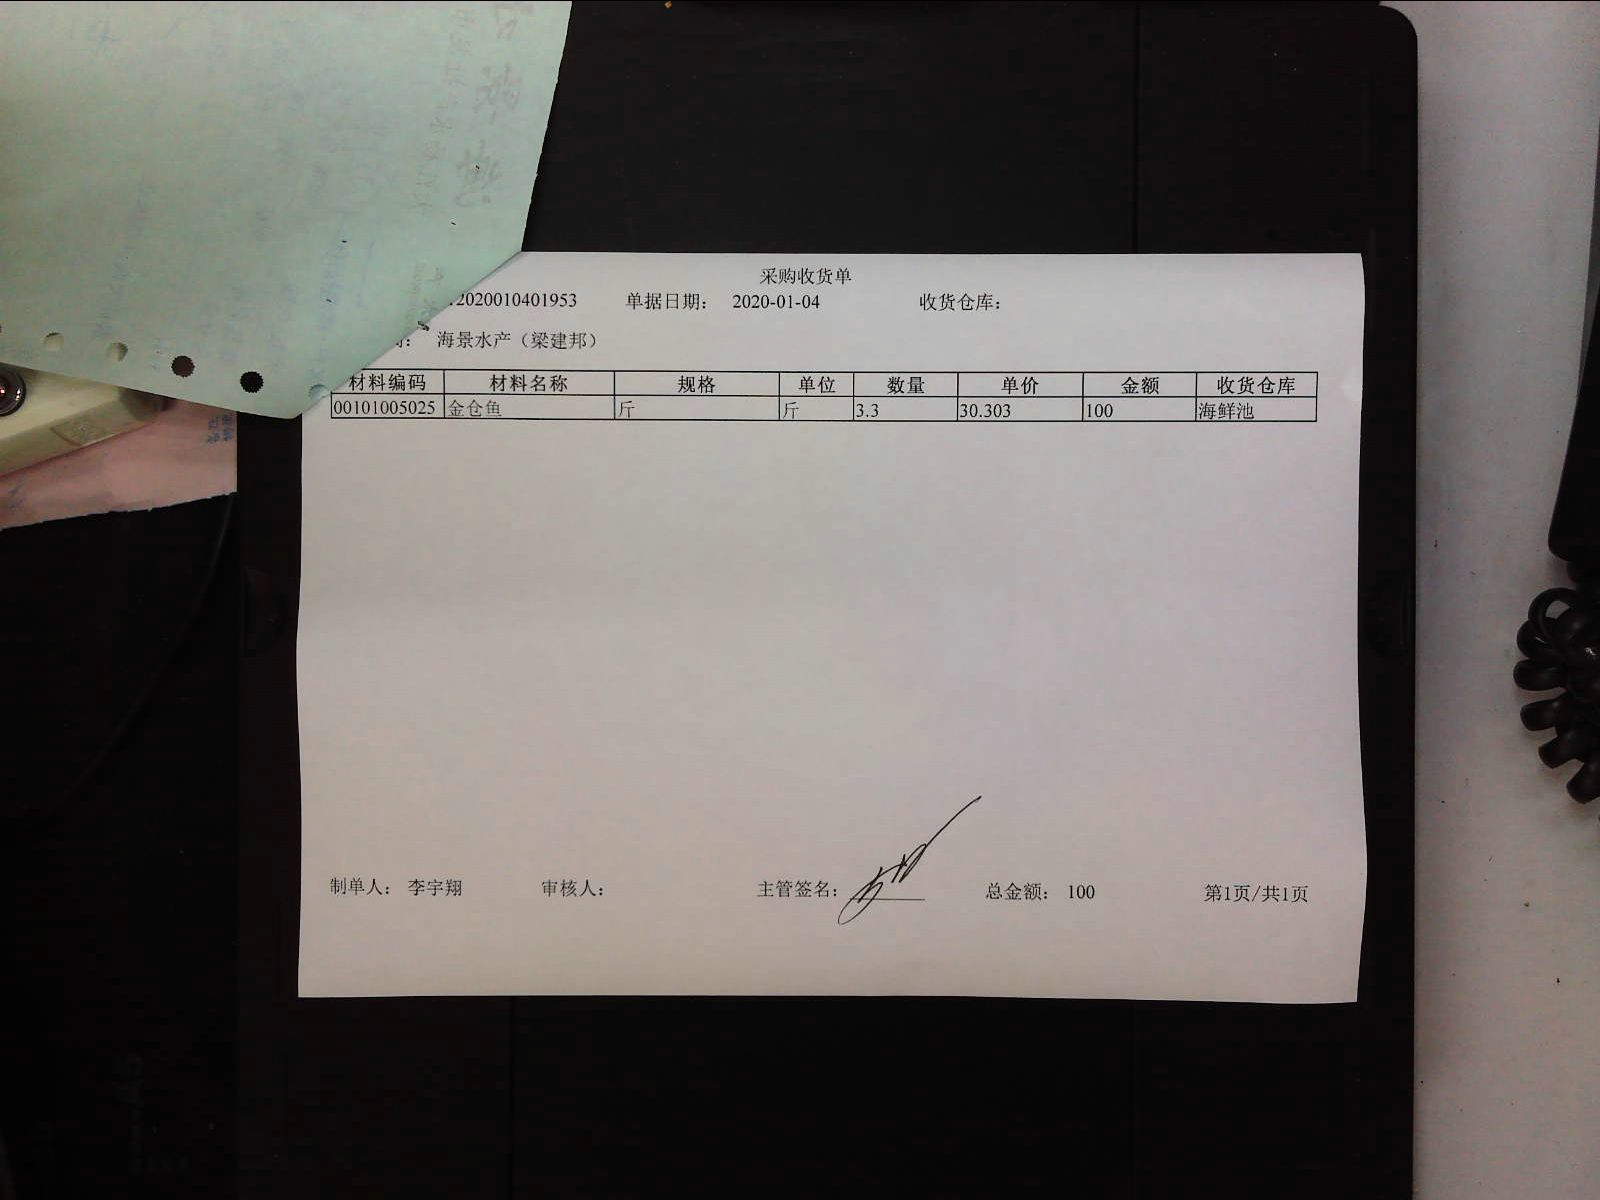 采购收货单
2020010401953 单据日期： 2020-01-04 收货仓库：
： 海景水产（梁建邦）
材料编码 材料名称 规格 单位 数量 单价 金额 收货仓库
00101005025 金仓鱼 斤 斤 3.3 30.303 100 海鲜池
制单人： 李宇翔 审核人： 主管签名： 总金额： 100 第1页/共1页